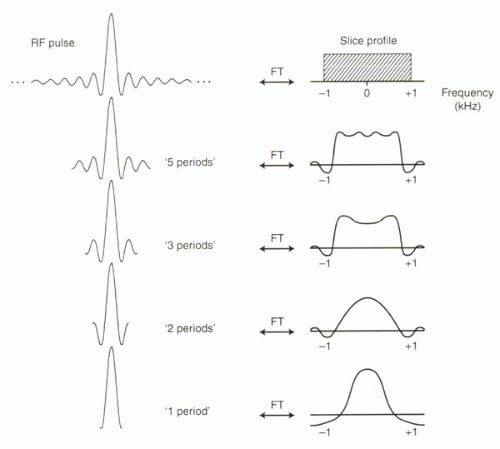 RF pulse
Slice profile
... ...
FT
−1 0 +1 Frequency
(kHz)
'5 periods' FT
−1 +1
'3 periods' FT
−1 +1
'2 periods' FT
−1 +1
'1 period' FT
−1 +1